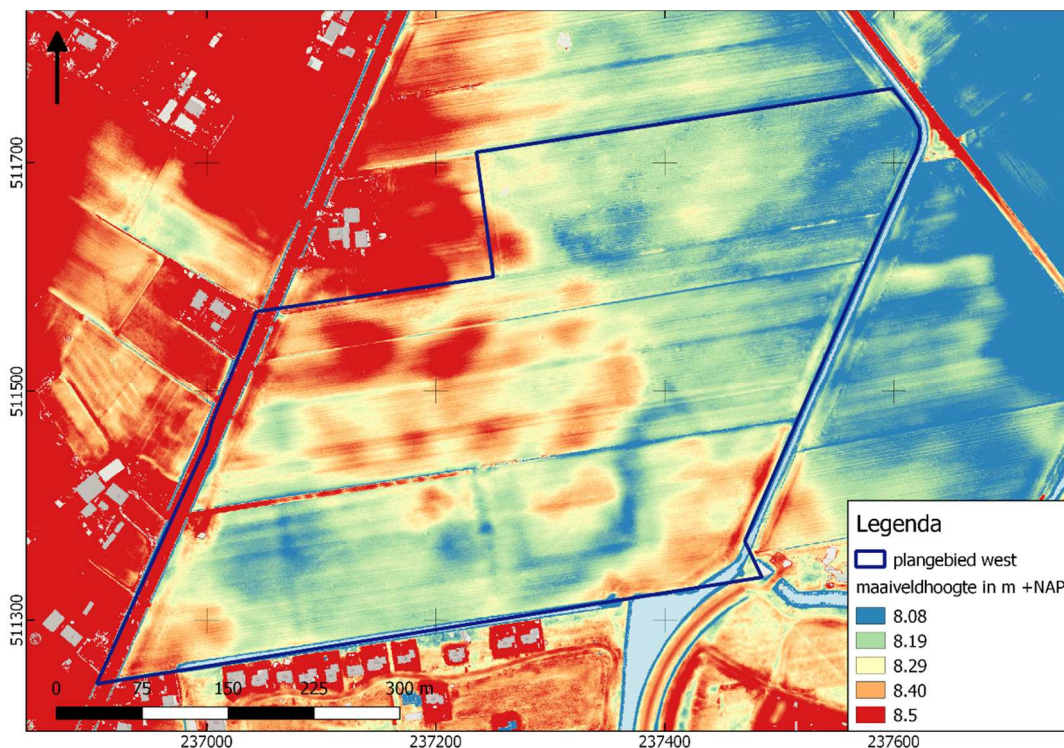 511700
511500
511300
0 75 150 225 300 m
237000 237200 237400 237600
Legenda
plangebied west
maaiveldhoogte in m +NAP
8.08
8.19
8.29
8.40
8.5